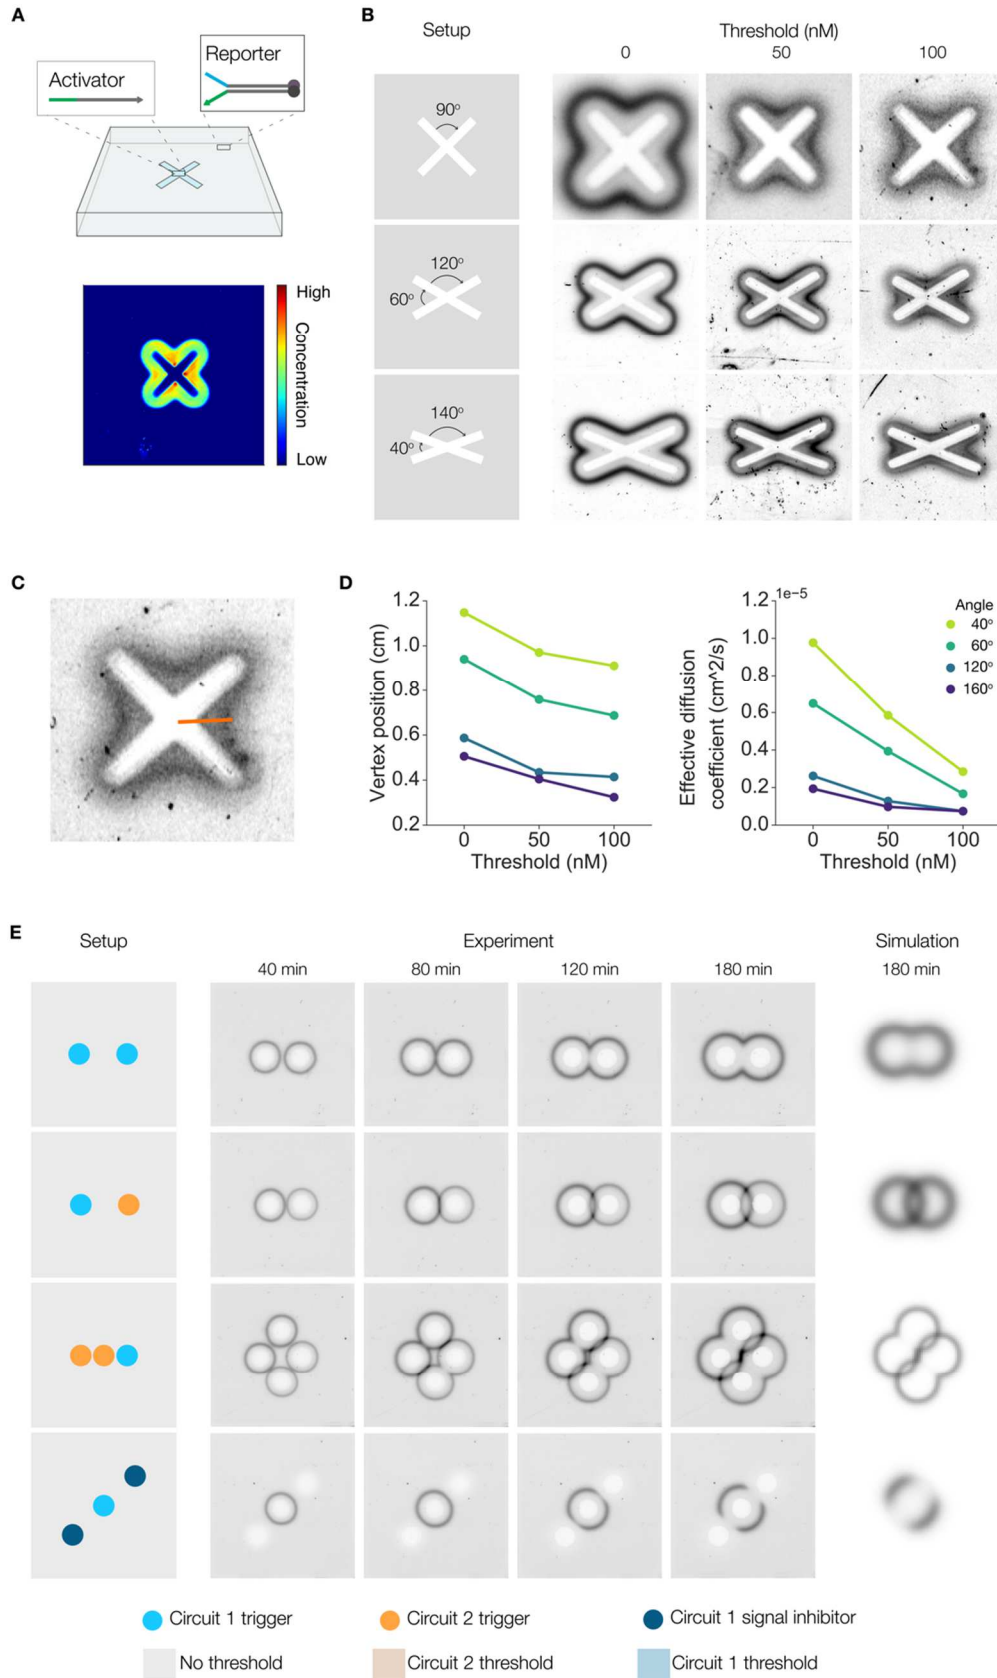 A
Activator
Reporter
High
Concentration
Low
B
Setup
Threshold (nM)
0
50
100
90°
120°
60°
140°
40°
C
D
1.2
1.0
0.8
0.6
0.4
0.2
Vertex position (cm)
0
50
100
Threshold (nM)
1e−5
1.2
1.0
0.8
0.6
0.4
0.2
0.0
Effective diffusion
coefficient (cm^2/s)
0
50
100
Threshold (nM)
Angle
40°
60°
120°
160°
E
Setup
Experiment
Simulation
40 min
80 min
120 min
180 min
180 min
Circuit 1 trigger
Circuit 2 trigger
Circuit 1 signal inhibitor
No threshold
Circuit 2 threshold
Circuit 1 threshold